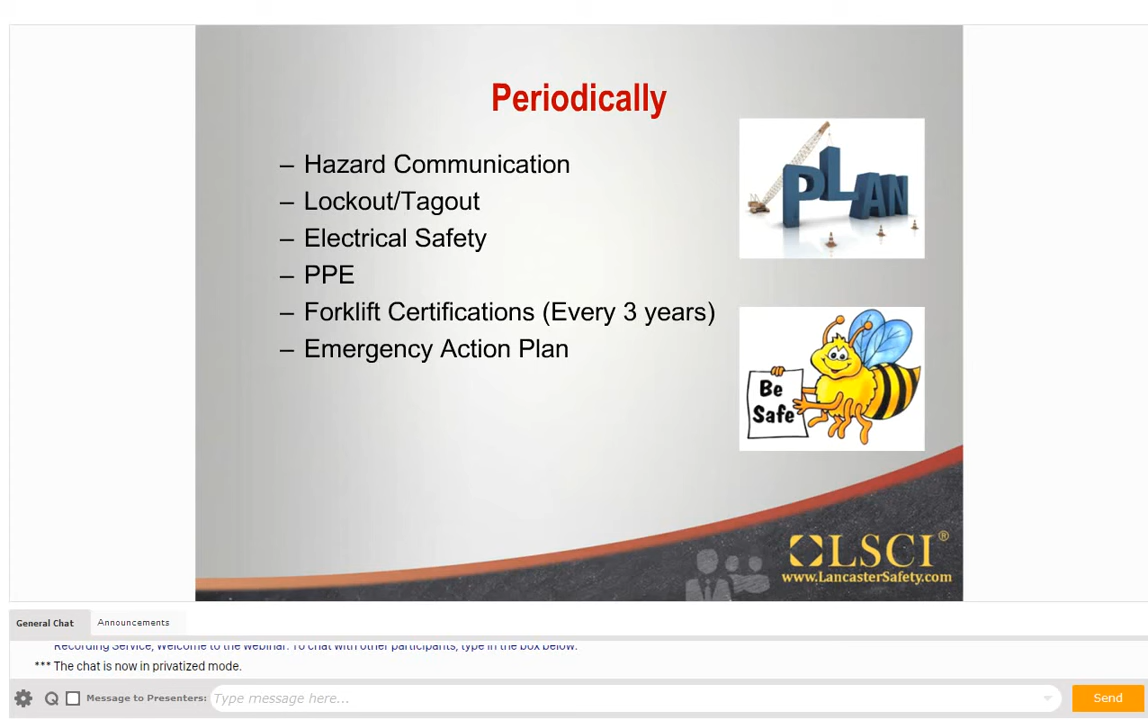 Periodically
– Hazard Communication
– Lockout/Tagout
– Electrical Safety
– PPE
– Forklift Certifications (Every 3 years)
– Emergency Action Plan
PLAN
Be
Safe
LSCI®
www.LancasterSafety.com
General Chat
Announcements
Recording Service, Welcome to the webinar. To chat with other participants, type in the box below.
*** The chat is now in privatized mode.
Message to Presenters:
Type message here...
Send